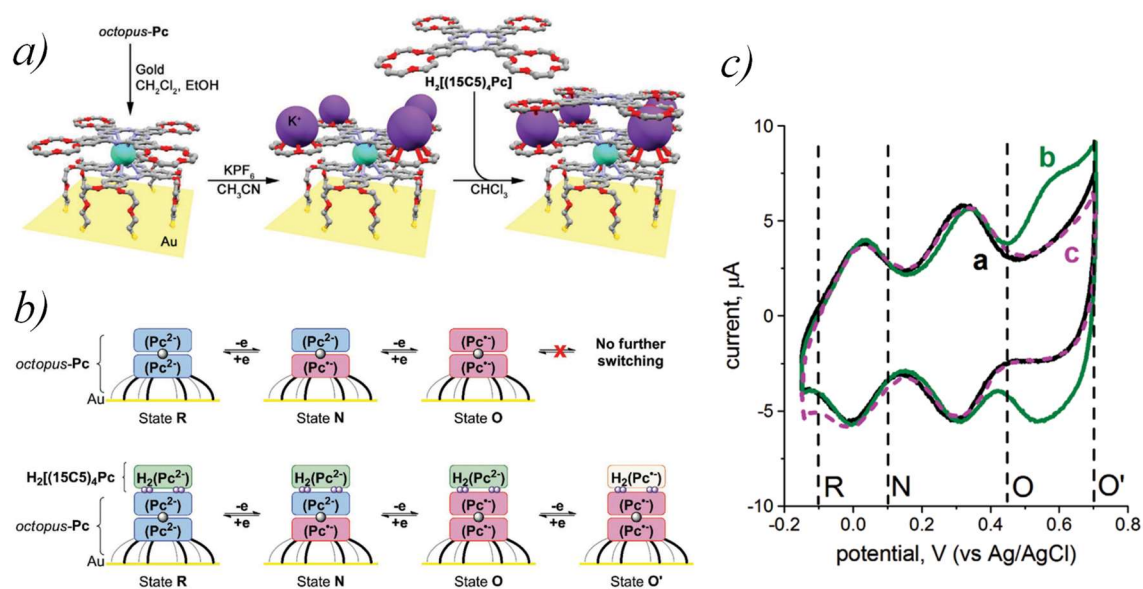 a)
octopus-Pc
Gold
CH2Cl2, EtOH
Au
KPF6
CH3CN
K+
H2[(15C5)4Pc]
CHCl3
b)
octopus-Pc
Au
(Pc2-)
(Pc2-)
State R
-e
+e
(Pc2-)
(Pc•-)
State N
-e
+e
(Pc•-)
(Pc•-)
State O
X
No further
switching
H2[(15C5)4Pc
octopus-Pc
Au
H2(Pc2-)
(Pc2-)
(Pc2-)
State R
-e
+e
H2(Pc2-)
(Pc2-)
(Pc•-)
State N
-e
+e
H2(Pc2-)
(Pc•-)
(Pc•-)
State O
-e
+e
H2(Pc•-)
(Pc•-)
(Pc•-)
State O'
c)
current, μA
10
5
0
-5
-10
b
a
c
R
N
O
O'
-0.2
0.0
0.2
0.4
0.6
0.8
potential, V (vs Ag/AgCl)